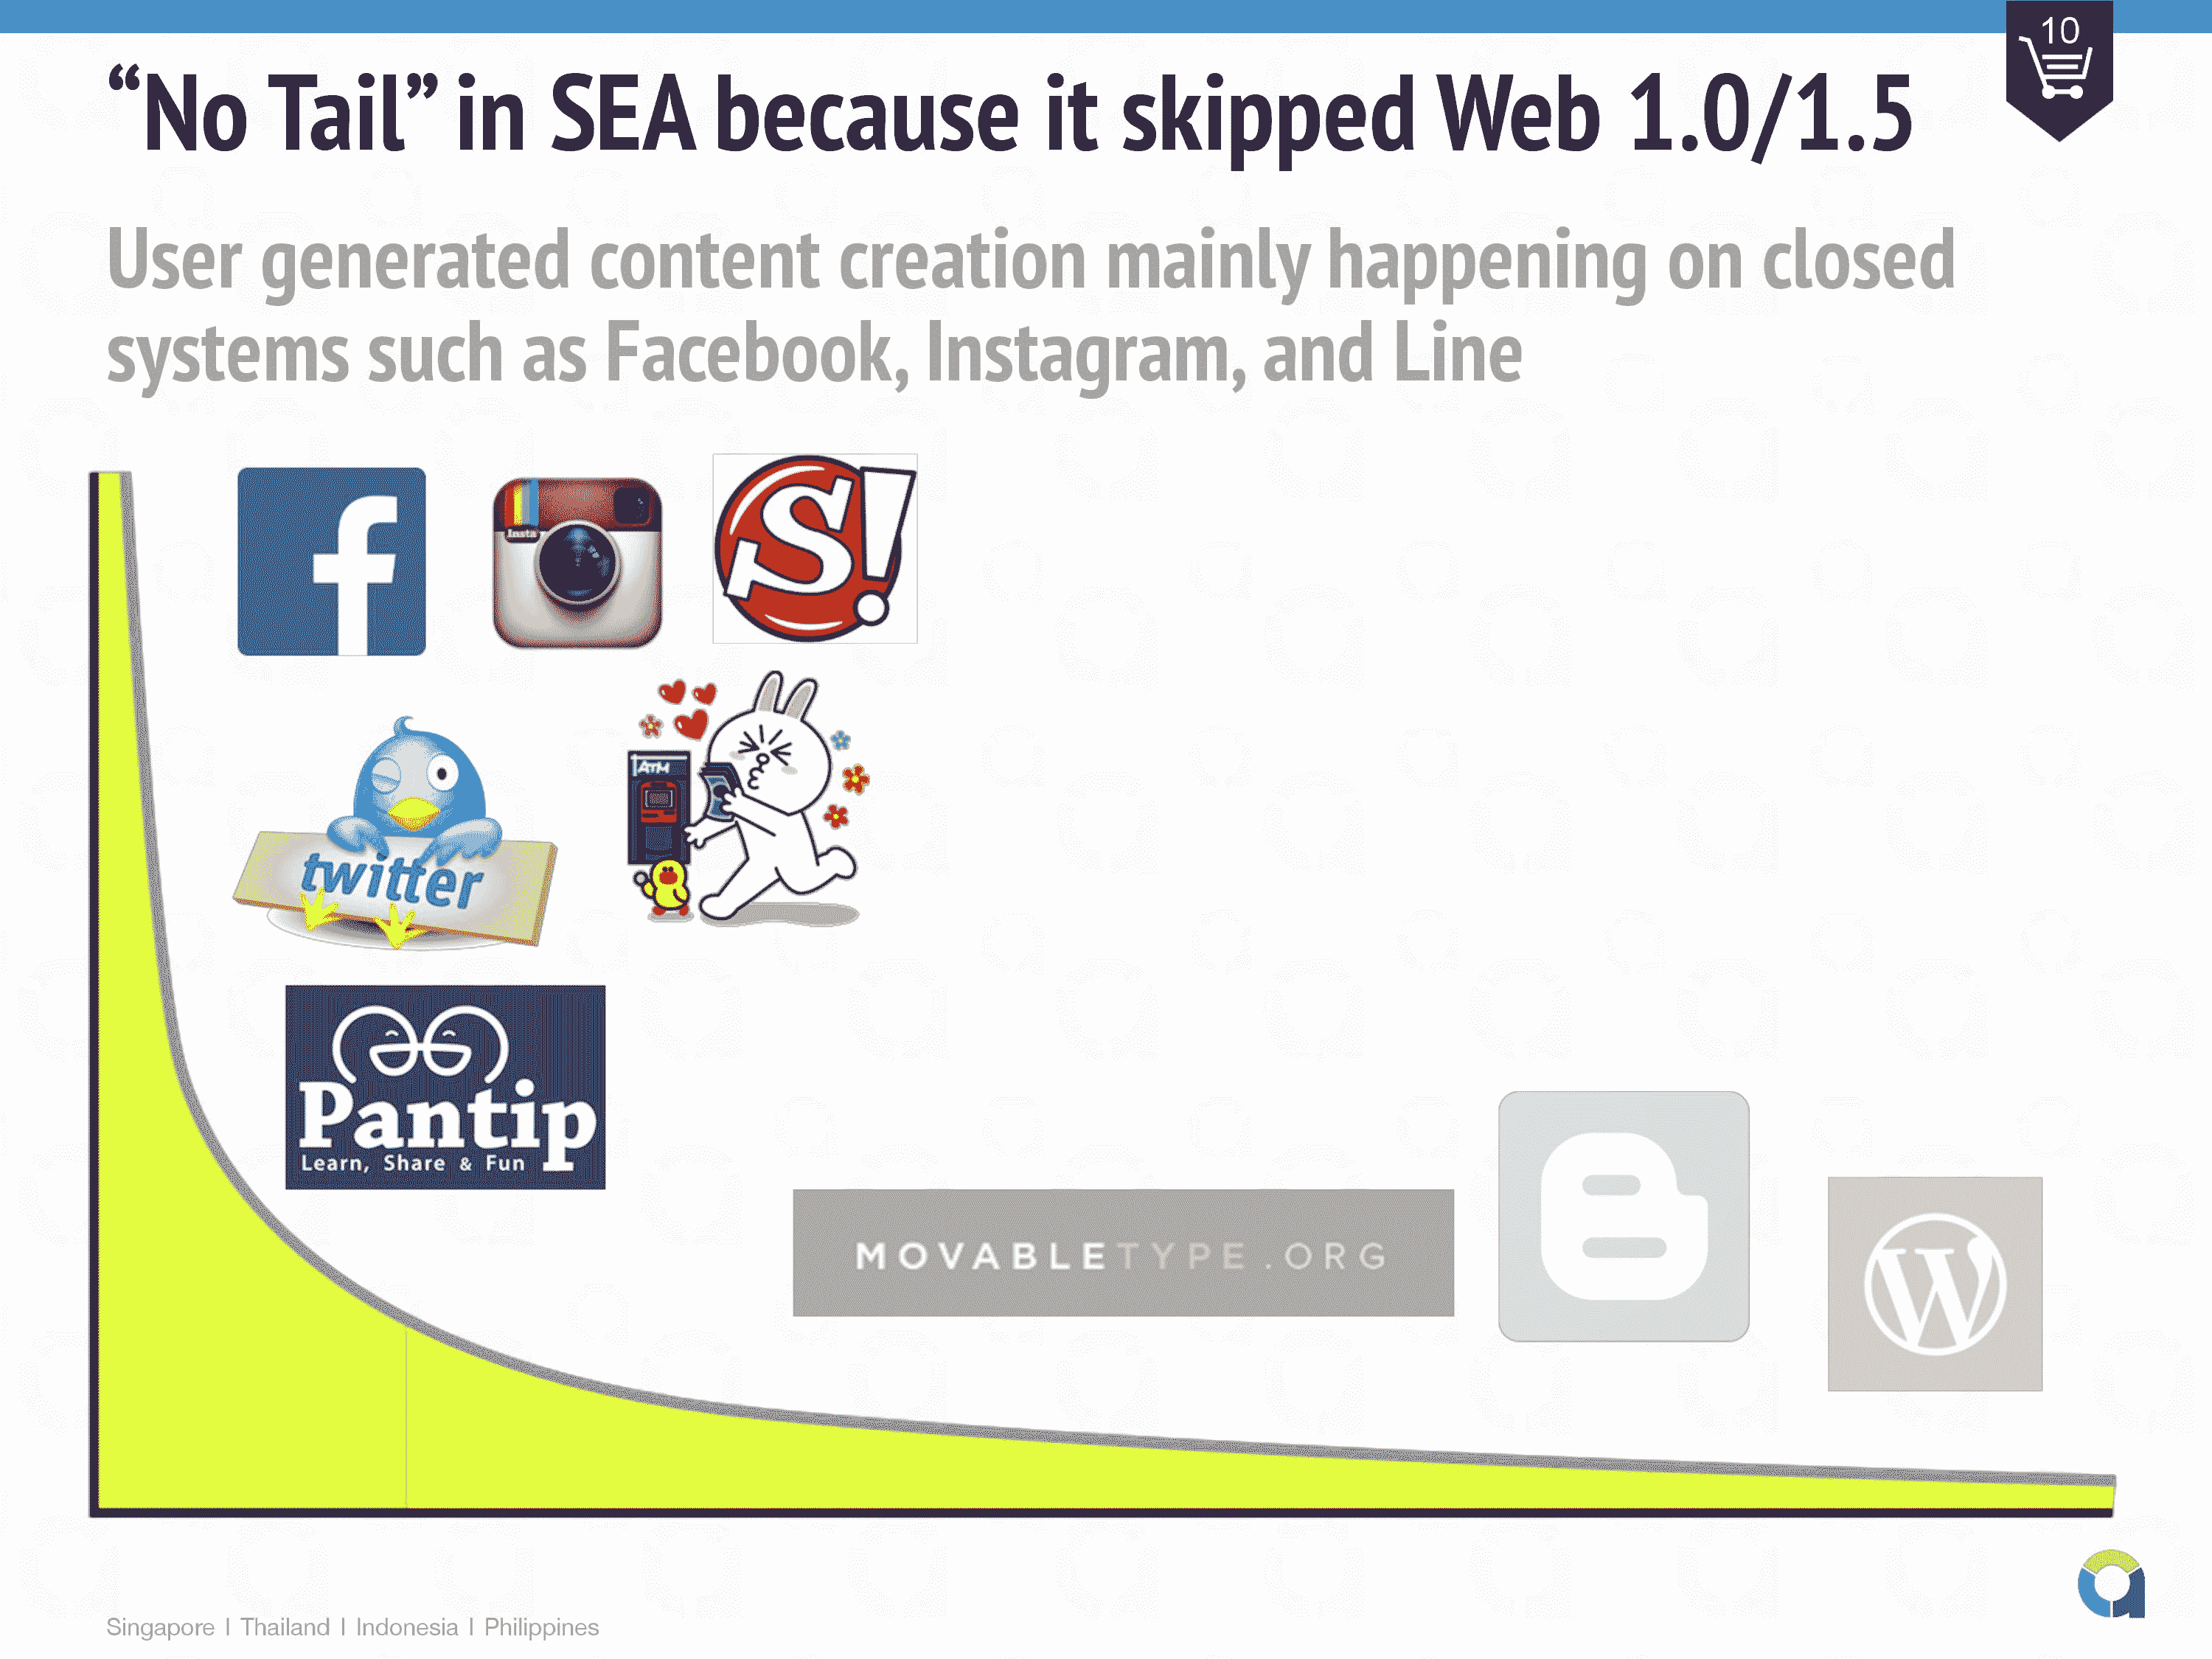 10
“No Tail” in SEA because it skipped Web 1.0/1.5
User generated content creation mainly happening on closed
systems such as Facebook, Instagram, and Line
f
Insta
S!
ATM
twitter
Pantip
Learn, Share & Fun
MOVABLETYPE.ORG
B
W
Singapore | Thailand | Indonesia | Philippines
a